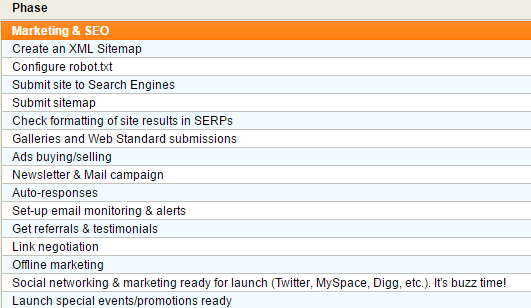 Phase
Marketing & SEO
Create an XML Sitemap
Configure robot.txt
Submit site to Search Engines
Submit sitemap
Check formatting of site results in SERPs
Galleries and Web Standard submissions
Ads buying/selling
Newsletter & Mail campaign
Auto-responses
Set-up email monitoring & alerts
Get referrals & testimonials
Link negotiation
Offline marketing
Social networking & marketing ready for launch (Twitter, MySpace, Digg, etc.). It's buzz time!
Launch special events/promotions ready